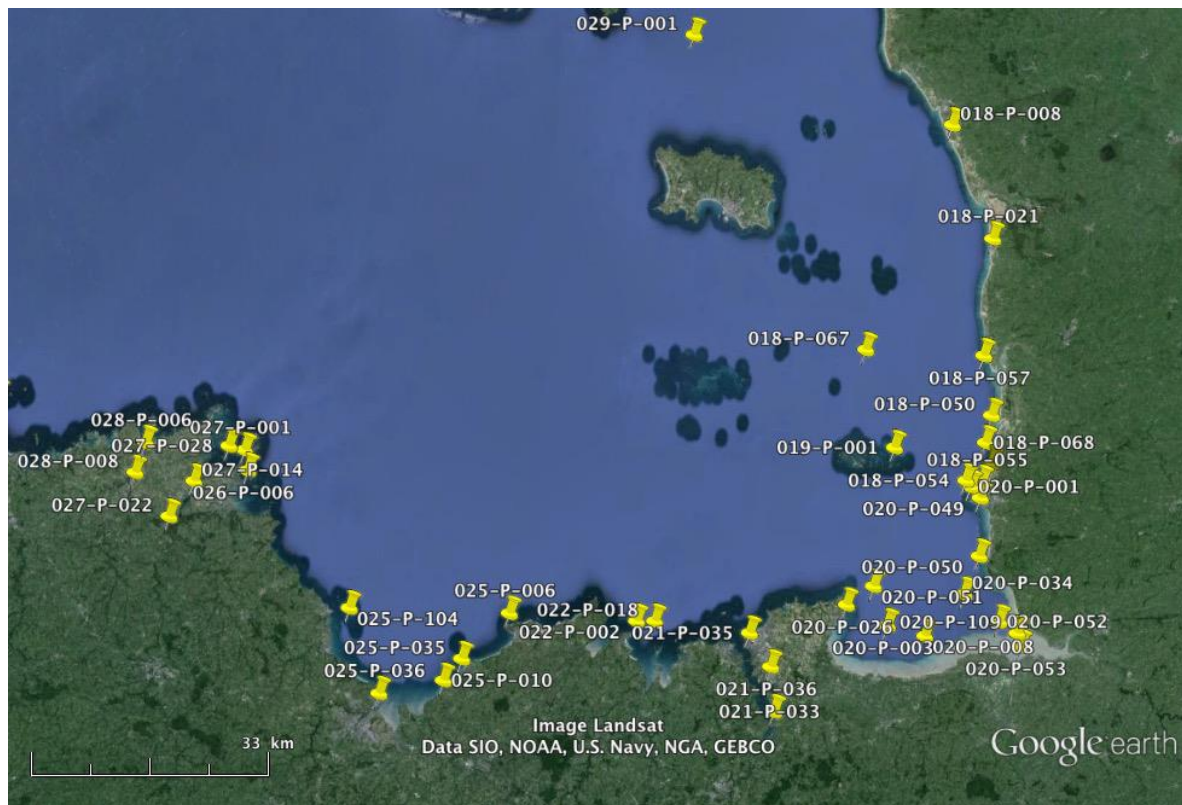 029-P-001
018-P-008
018-P-021
018-P-067
018-P-057
018-P-050
028-P-006
027-P-001
027-P-028
019-P-001
018-P-068
028-P-008
027-P-014
018-P-055
026-P-006
018-P-054
020-P-001
027-P-022
020-P-049
020-P-050
025-P-006
020-P-034
022-P-018
020-P-051
025-P-104
022-P-002
021-P-035
020-P-026
020-P-109
020-P-052
025-P-035
020-P-003
020-P-008
025-P-036
025-P-010
020-P-053
021-P-036
021-P-033
Image Landsat
Data SIO, NOAA, U.S. Navy, NGA, GEBCO
33 km
Google earth